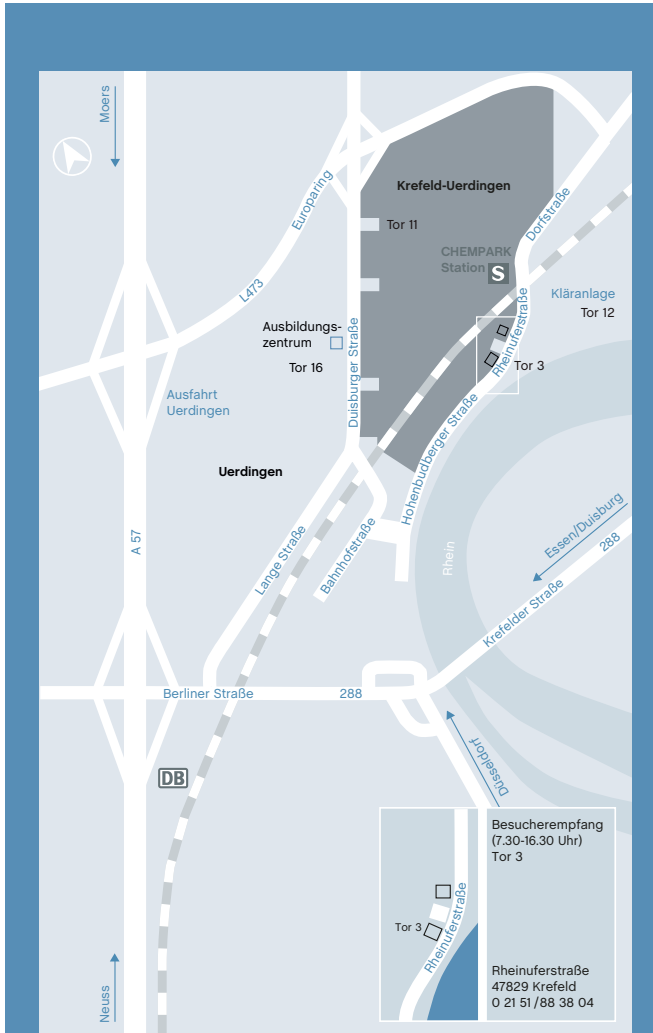 Moers
Krefeld-Uerdingen
Europaring
Dorfstraße
Tor 11
CHEMPARK
Station S
L473
Kläranlage
Tor 12
Ausbildungs-
zentrum
Tor 16
Duisburger Straße
Rheinuferstraße
Tor 3
Ausfahrt
Uerdingen
Hohenbudberger Straße
Uerdingen
A 57
Lange Straße
Bahnhofstraße
Rhein
Essen/Duisburg
288
Krefelder Straße
Berliner Straße
288
Düsseldorf
DB
Besucherempfang
(7.30-16.30 Uhr)
Tor 3
Tor 3
Rheinuferstraße
Rheinuferstraße
47829 Krefeld
0 21 51/88 38 04
Neuss